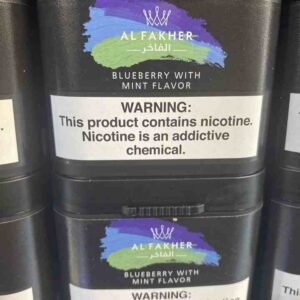 AL FAKHER
الفاخر
BLUEBERRY WITH
MINT FLAVOR
WARNING:
This product contains nicotine.
Nicotine is an addictive
chemical.
AL FAKHER
الفاخر
BLUEBERRY WITH
MINT FLAVOR
WARNING:
This